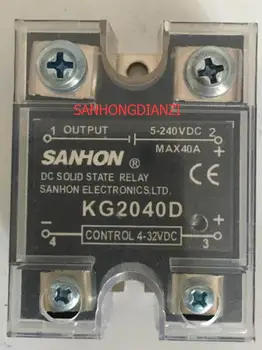 SANHONGDIANZI
1 OUTPUT 5-240VDC 2
MAX40A +
SANHON ®
DC SOLID STATE RELAY
SANHON ELECTRONICS.LTD.
CE
KG2040D
- +
4 CONTROL 4-32VDC 3